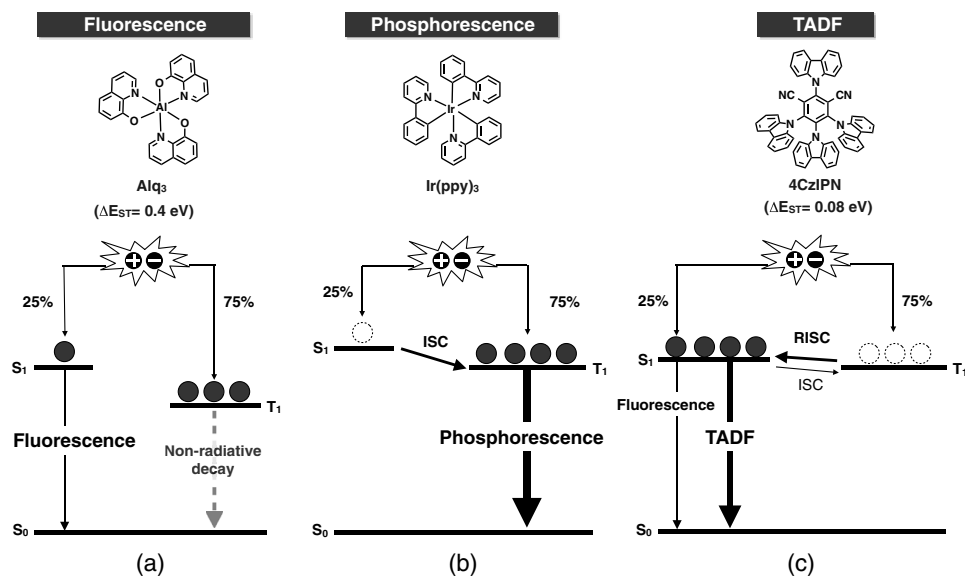 Fluorescence
N
O
N
Al
O
O
N
Alq₃
(ΔE_ST= 0.4 eV)
25%
75%
S₁
T₁
Fluorescence
Non-radiative
decay
S₀
(a)
Phosphorescence
N
Ir
N
N
Ir(ppy)₃
25%
75%
ISC
S₁
T₁
Phosphorescence
(b)
TADF
N
NC
CN
N
N
N
4CzIPN
(ΔE_ST= 0.08 eV)
25%
75%
RISC
S₁
T₁
ISC
Fluorescence
TADF
S₀
(c)